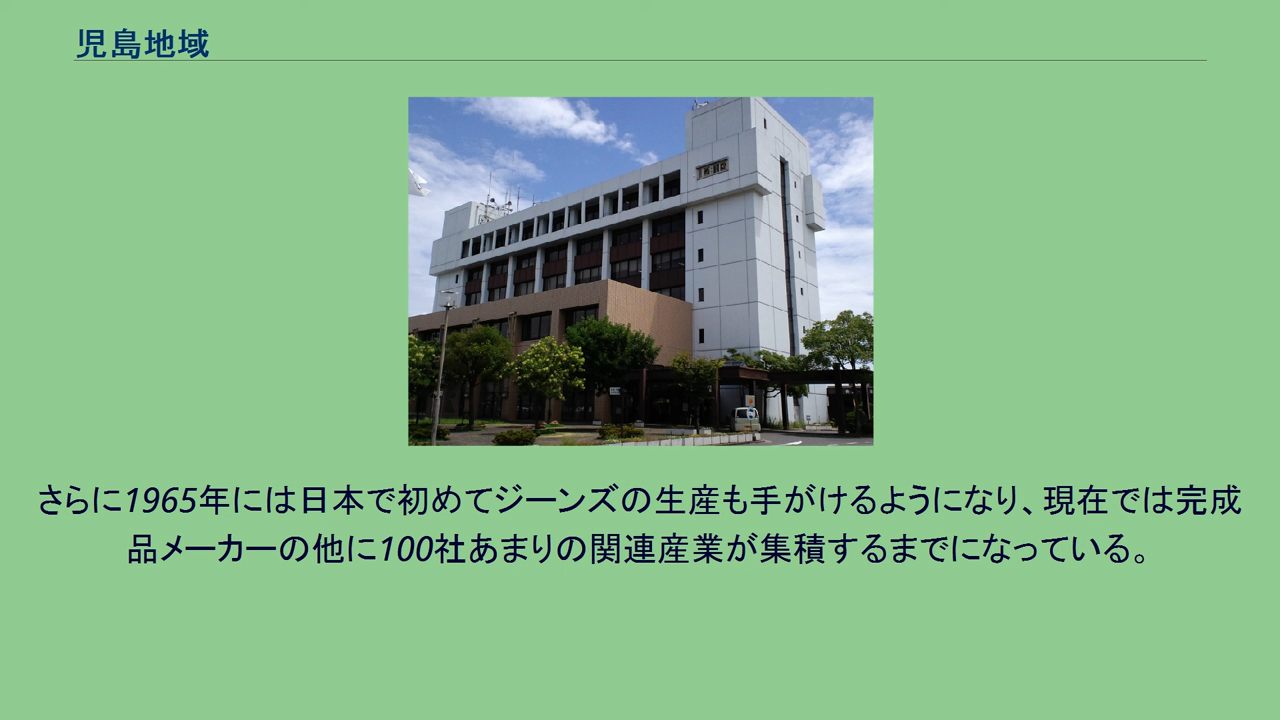 児島地域
さらに1965年には日本で初めてジーンズの生産も手がけるようになり、現在では完成
品メーカーの他に100社あまりの関連産業が集積するまでになっている。